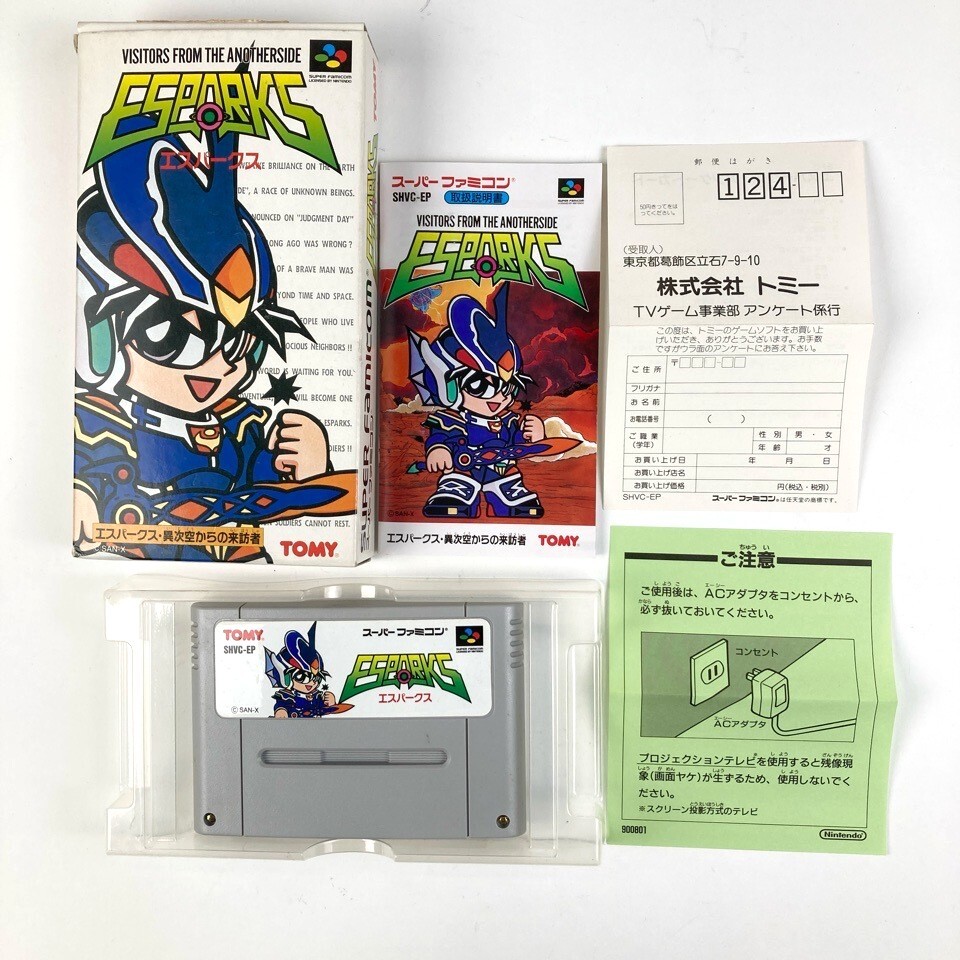 VISITORS FROM THE ANOTHERSIDE
SUPER FAMICOM
LICENSED BY NINTENDO
ESPARKS
エスパークス
BRILLIANCE ON THE EARTH
DE", A RACE OF UNKNOWN BEINGS.
NOUNCED ON "JUDGMENT DAY"
ONG AGO WAS WRONG?
OF A BRAVE MAN WAS
YOND TIME AND SPACE.
PEOPLE WHO LIVE
OCIOUS NEIGHBORS!!
WORLD IS WAITING FOR YOU.
WILL BECOME ONE
ESPARKS.
DIERS!!
SOLDIERS CANNOT REST.
エスパークス・異次空からの来訪者
©SAN-X
TOMY
TOMY
ESPARKS
SUPER FAMICOM
スーパーファミコン®
SHVC-EP
取扱説明書
VISITORS FROM THE ANOTHERSIDE
ESPARKS
©SAN-X
エスパークス・異次空からの来訪者
TOMY
郵便はがき
50円きってをは
ってください。
124-
(受取人)
東京都葛飾区立石7-9-10
株式会社 トミー
TVゲーム事業部 アンケート係行
この度は、トミーのゲームソフトをお買い上
げいただき、ありがとうございます。お手数
ですがウラ面のアンケートにお答え下さい。
ご住所
〒
フリガナ
お名前
お電話番号
( )
ご職業
(学年)
性別 男・女
年齢 才
お買い上げ日
年 月 日
お買い上げ店名
お買い上げ価格
円(税込・税別)
SHVC-EP
スーパーファミコン®は任天堂の商標です。
TOMY
SHVC-EP
スーパーファミコン®
ESPARKS
エスパークス
©SAN-X
ちゅうい
ご注意
ご使用後は、ACアダプタをコンセントから、
必ず抜いておいてください。
コンセント
ACアダプタ
プロジェクションテレビを使用すると残像現
象(画面ヤケ)が生ずるため、使用しないでく
ださい。
※スクリーン投影方式のテレビ
900801
Nintendo